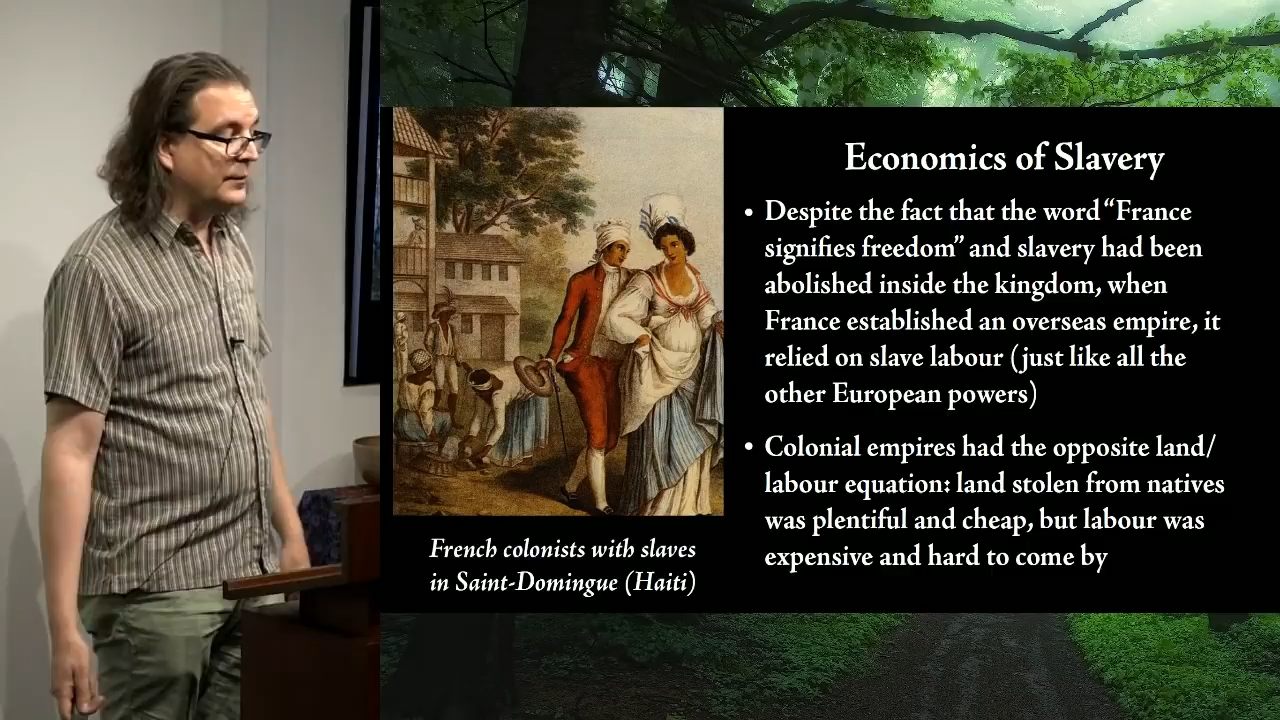 Economics of Slavery
• Despite the fact that the word “France
signifies freedom” and slavery had been
abolished inside the kingdom, when
France established an overseas empire, it
relied on slave labour (just like all the
other European powers)
• Colonial empires had the opposite land/
labour equation: land stolen from natives
was plentiful and cheap, but labour was
expensive and hard to come by
French colonists with slaves
in Saint-Domingue (Haiti)